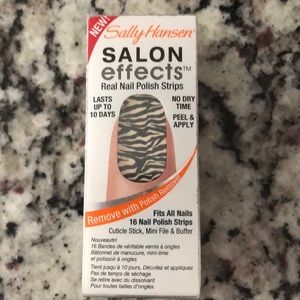 NEW!
Sally Hansen
SALON
effects™
Real Nail Polish Strips
LASTS
UP TO
10 DAYS
NO DRY
TIME
PEEL &
APPLY
Remove with Polish Remover
Fits All Nails
16 Nail Polish Strips
Cuticle Stick, Mini File & Buffer
Nouveauté!
16 Bandes de véritable vernis à ongles
Bâtonnet de manucure, mini-lime
et polissoir à ongles
Tient jusqu'à 10 jours, Décollez et appliquez
Pas de temps de séchage
Se retire avec du dissolvant
Pour toutes tailles d'ongles